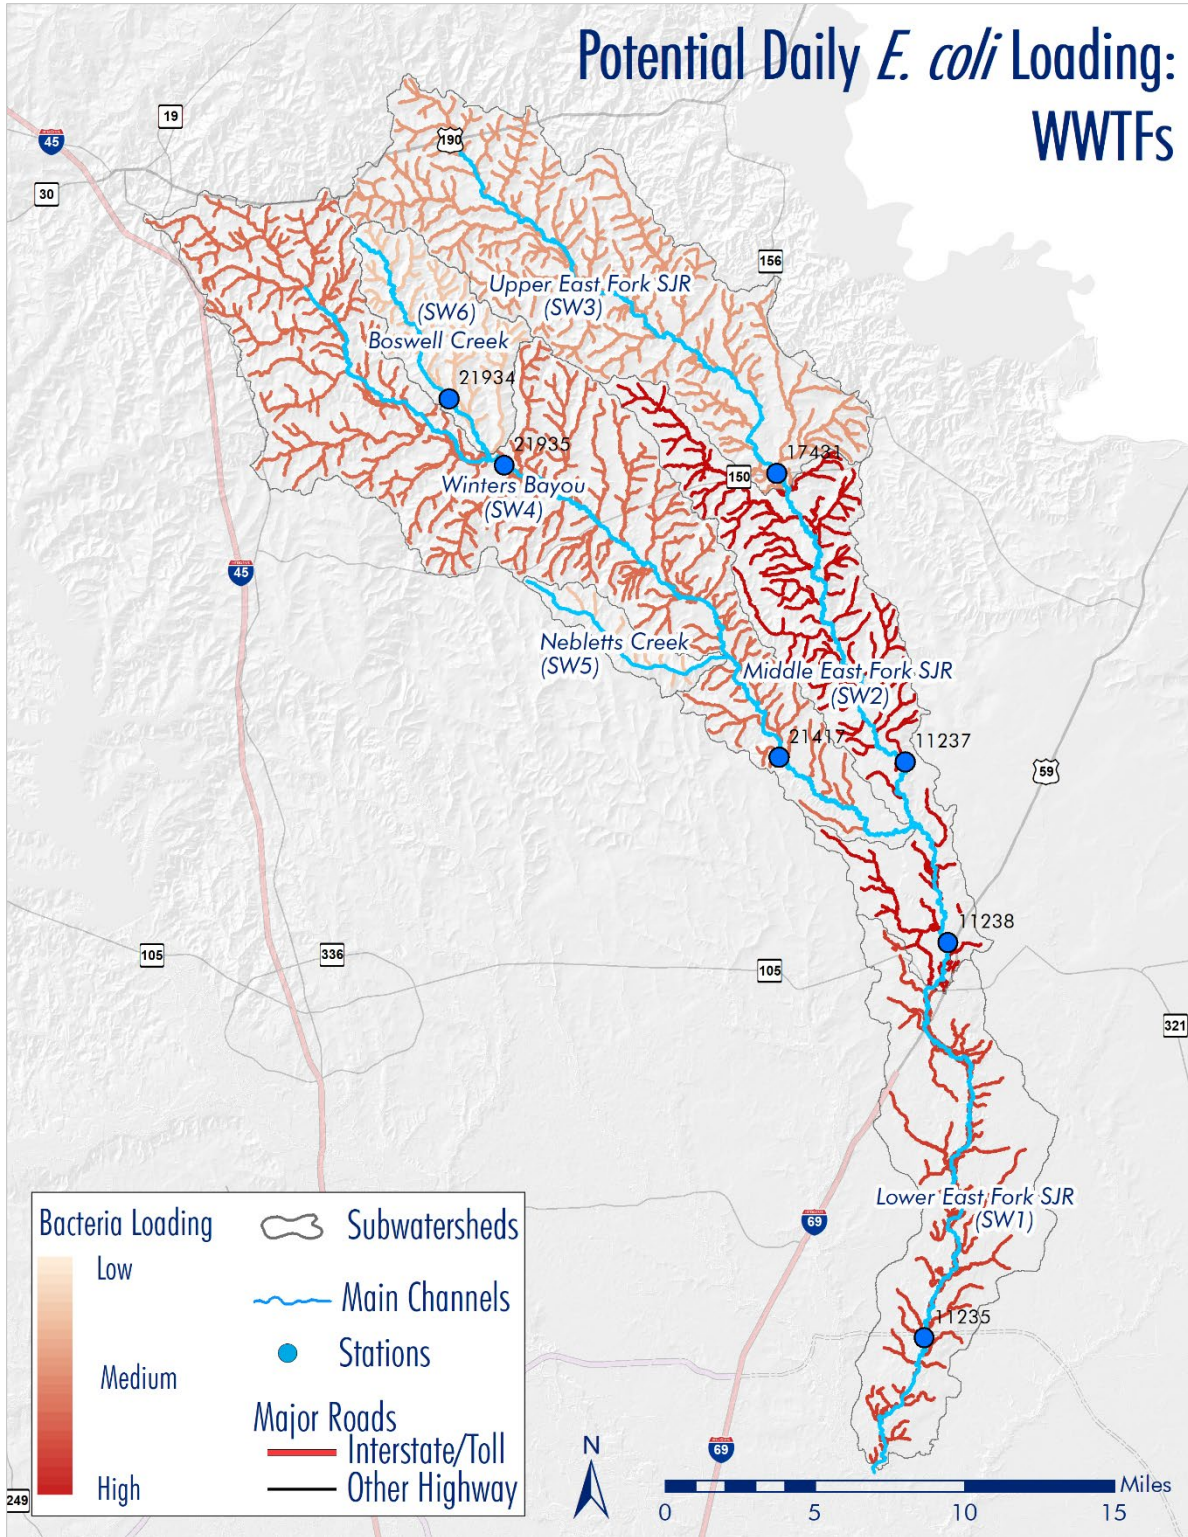 Potential Daily E. coli Loading:
WWTFs
19
45
190
30
156
Upper East Fork SJR
(SW3)
(SW6)
Boswell Creek
21934
21935
17431
150
Winters Bayou
(SW4)
45
Nebletts Creek
(SW5)
Middle East Fork SJR
(SW2)
21417
11237
59
11238
105
336
105
321
Lower East Fork SJR
(SW1)
69
11235
69
249
Bacteria Loading
Low
Medium
High
Subwatersheds
Main Channels
Stations
Major Roads
Interstate/Toll
Other Highway
N
Miles
0 5 10 15